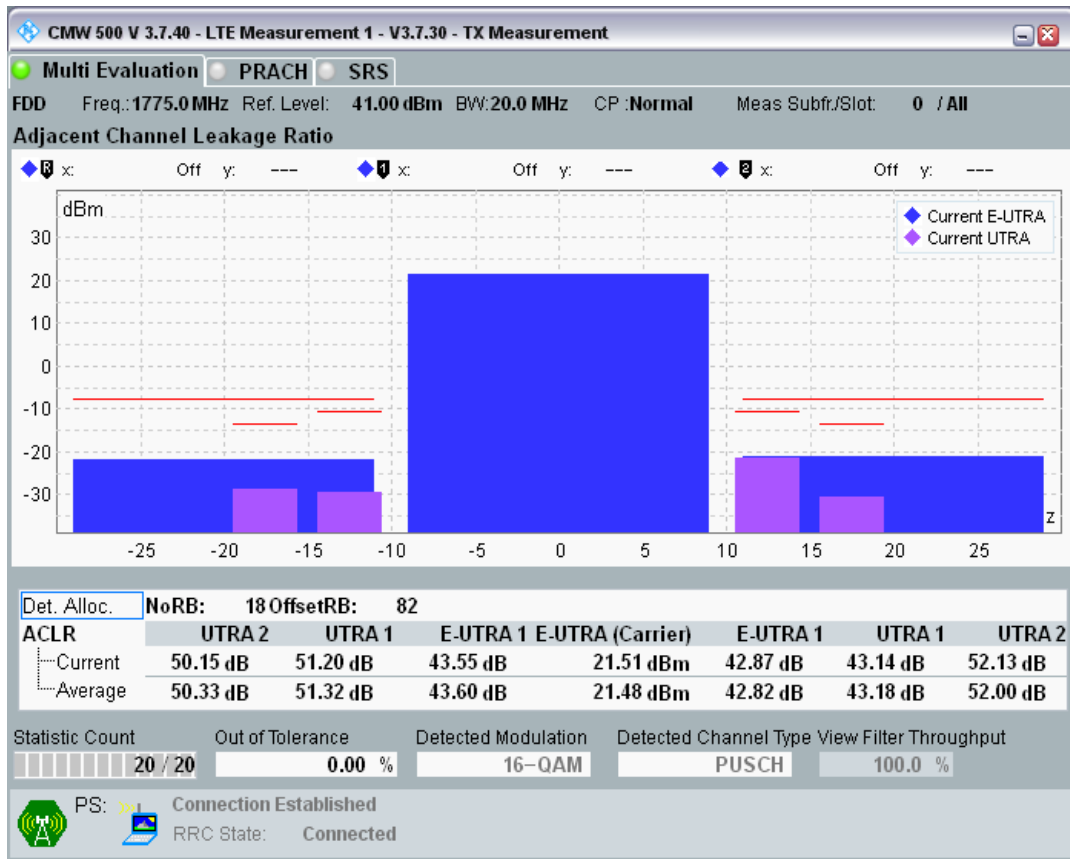 CMW 500 V 3.7.40 - LTE Measurement 1 - V3.7.30 - TX Measurement
Multi Evaluation PRACH SRS
FDD Freq.:1775.0 MHz Ref. Level: 41.00 dBm BW:20.0 MHz CP :Normal Meas Subfr./Slot: 0 / All
Adjacent Channel Leakage Ratio
R x: Off y: --- 1 x: Off y: --- 2 x: Off y: ---
dBm
Current E-UTRA
Current UTRA
30
20
10
0
-10
-20
-30
z
-25 -20 -15 -10 -5 0 5 10 15 20 25
Det. Alloc. NoRB: 18 OffsetRB: 82
ACLR UTRA 2 UTRA 1 E-UTRA 1 E-UTRA (Carrier) E-UTRA 1 UTRA 1 UTRA 2
Current 50.15 dB 51.20 dB 43.55 dB 21.51 dBm 42.87 dB 43.14 dB 52.13 dB
Average 50.33 dB 51.32 dB 43.60 dB 21.48 dBm 42.82 dB 43.18 dB 52.00 dB
Statistic Count Out of Tolerance Detected Modulation Detected Channel Type View Filter Throughput
20 / 20 0.00 % 16-QAM PUSCH 100.0 %
PS: Connection Established
RRC State: Connected